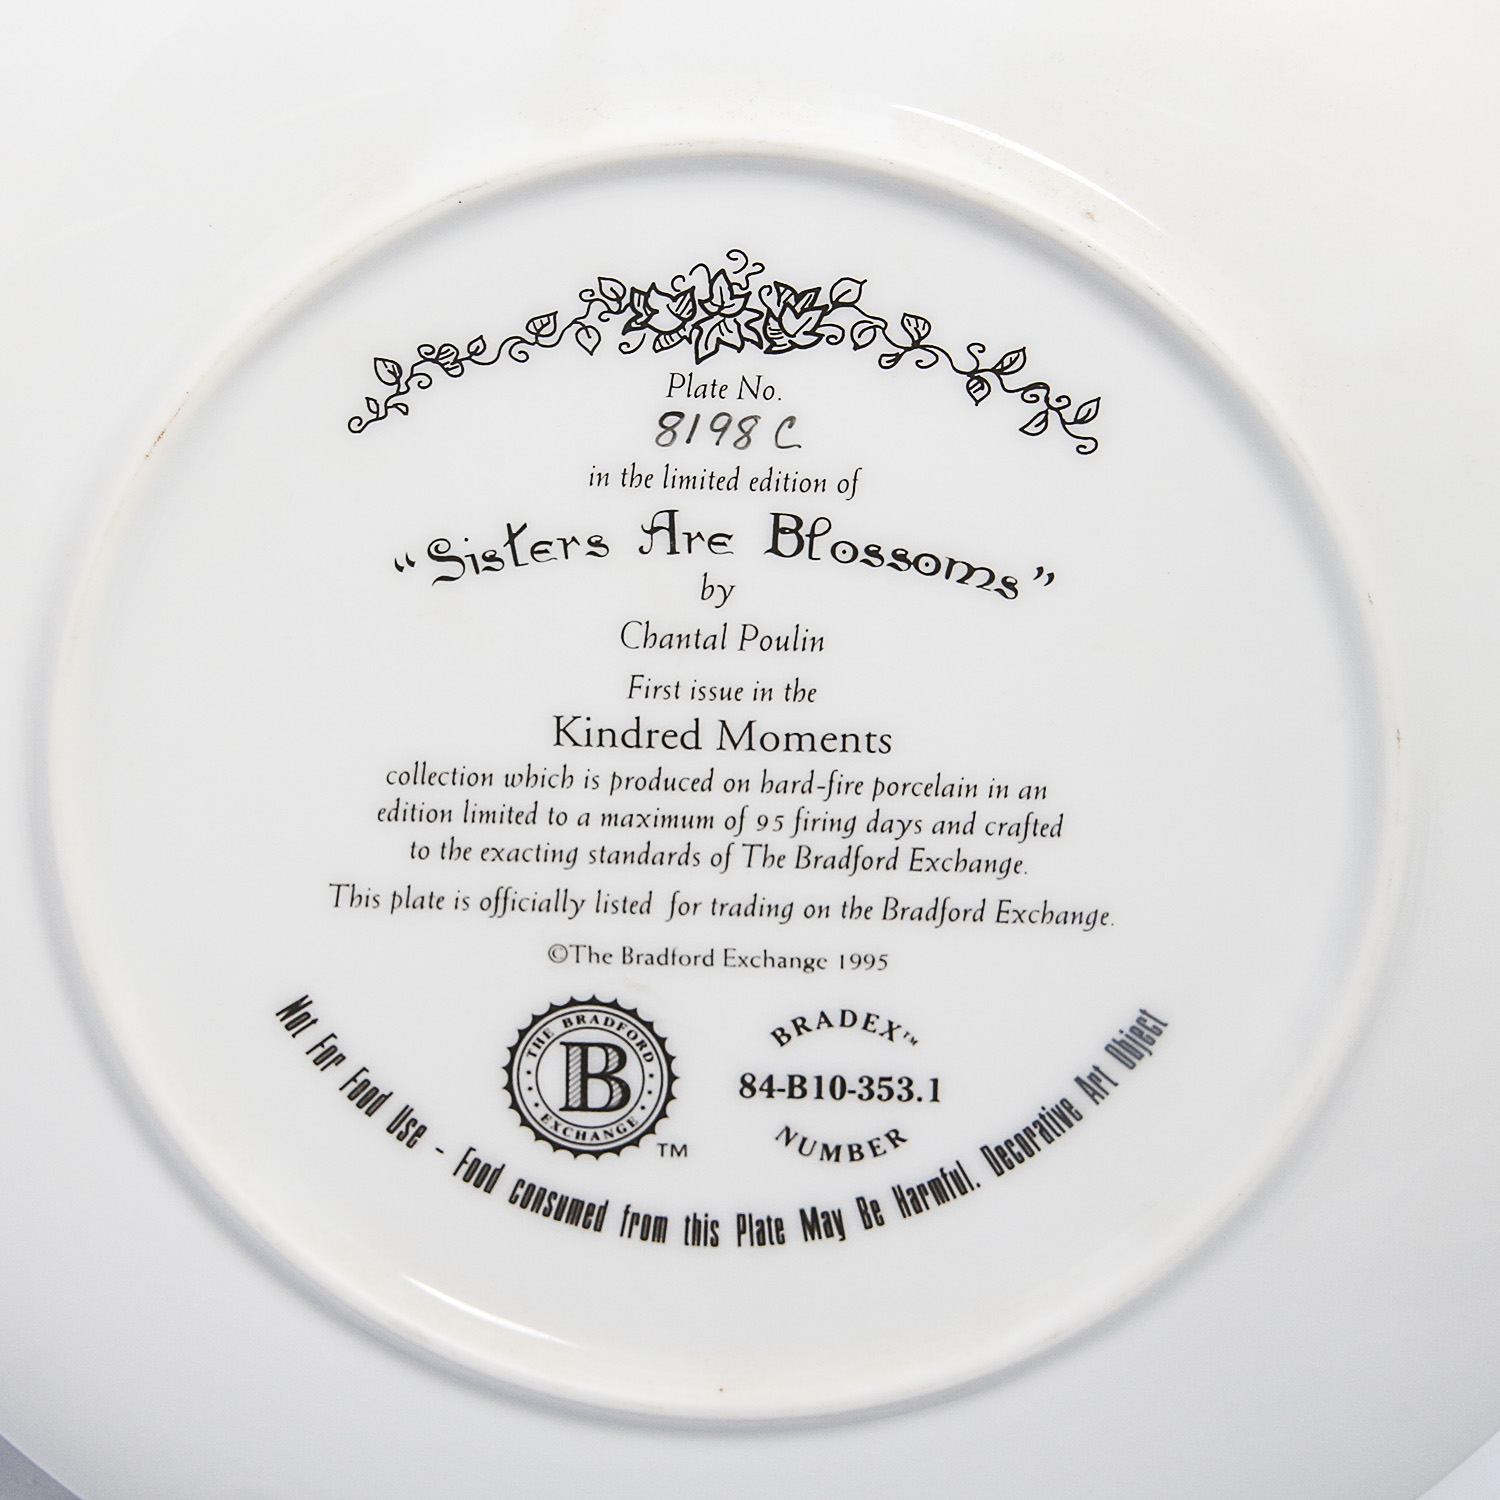 Plate No.
8198 C
in the limited edition of
“Sisters Are Blossoms”
by
Chantal Poulin
First issue in the
Kindred Moments
collection which is produced on hard-fire porcelain in an
edition limited to a maximum of 95 firing days and crafted
to the exacting standards of The Bradford Exchange.
This plate is officially listed for trading on the Bradford Exchange.
©The Bradford Exchange 1995
THE BRADFORD
B
EXCHANGE
TM
BRADEX™
84-B10-353.1
NUMBER
Not For Food Use - Food consumed from this Plate May Be Harmful. Decorative Art Object